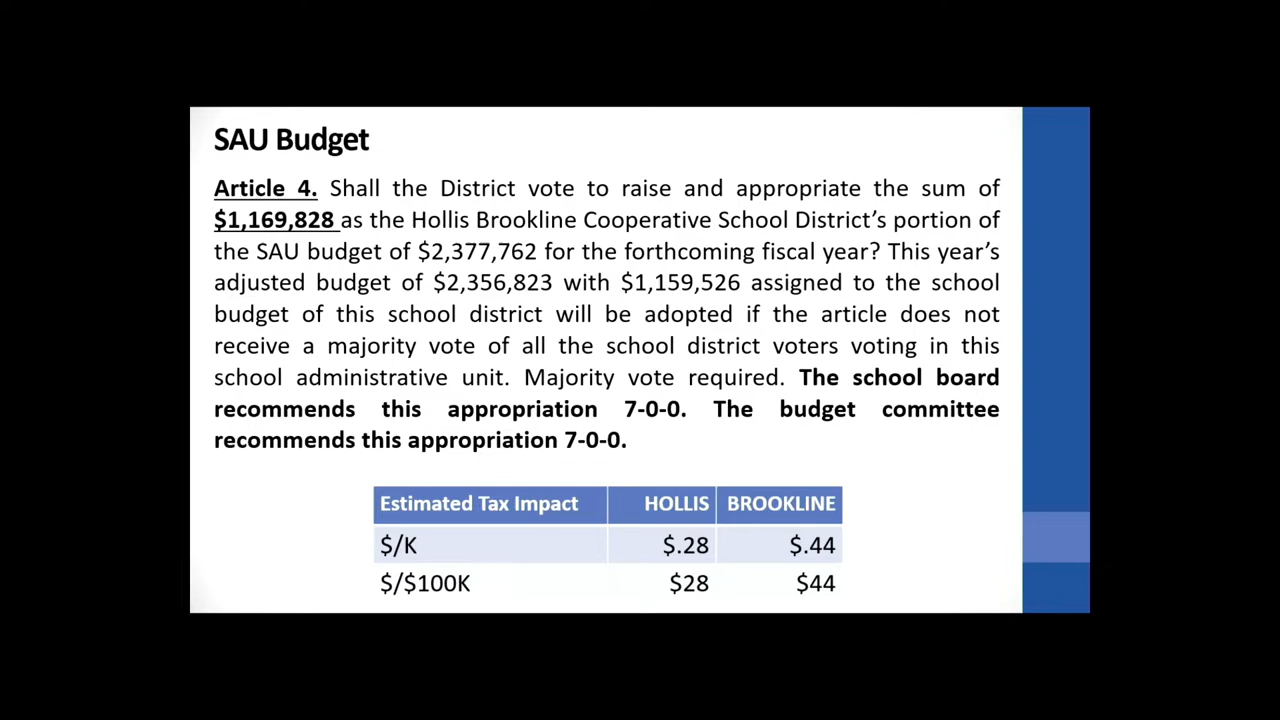 SAU Budget
Article 4. Shall the District vote to raise and appropriate the sum of
$1,169,828 as the Hollis Brookline Cooperative School District's portion of
the SAU budget of $2,377,762 for the forthcoming fiscal year? This year's
adjusted budget of $2,356,823 with $1,159,526 assigned to the school
budget of this school district will be adopted if the article does not
receive a majority vote of all the school district voters voting in this
school administrative unit. Majority vote required. The school board
recommends this appropriation 7-0-0. The budget committee
recommends this appropriation 7-0-0.
Estimated Tax Impact HOLLIS BROOKLINE
$/K $.28 $.44
$/$100K $28 $44